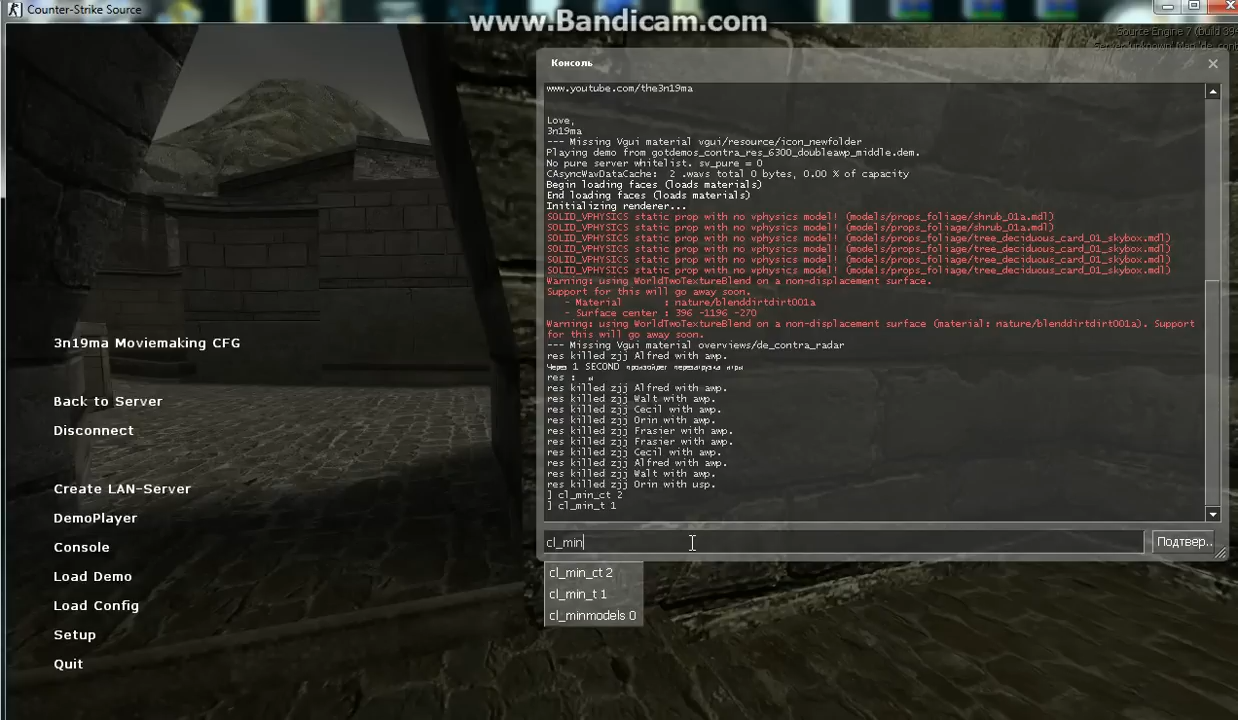 Counter-Strike Source
www.Bandicam.com
Source Engine 7 (build 39
Консоль
www.youtube.com/the3n19ma
Love,
3n19ma
--- Missing Vgui material vgui/resource/icon_newfolder
Playing demo from gotdemos_contra_res_6300_doubleawp_middle.dem.
No pure server whitelist. sv_pure = 0
CAsyncWavDataCache:  2 .wavs total 0 bytes, 0.00 % of capacity
Begin loading faces (loads materials)
End loading faces (loads materials)
Initializing renderer...
SOLID_VPHYSICS static prop with no vphysics model! (models/props_foliage/shrub_01a.mdl)
SOLID_VPHYSICS static prop with no vphysics model! (models/props_foliage/shrub_01a.mdl)
SOLID_VPHYSICS static prop with no vphysics model! (models/props_foliage/tree_deciduous_card_01_skybox.mdl)
SOLID_VPHYSICS static prop with no vphysics model! (models/props_foliage/tree_deciduous_card_01_skybox.mdl)
SOLID_VPHYSICS static prop with no vphysics model! (models/props_foliage/tree_deciduous_card_01_skybox.mdl)
SOLID_VPHYSICS static prop with no vphysics model! (models/props_foliage/tree_deciduous_card_01_skybox.mdl)
Warning: using WorldTwoTextureBlend on a non-displacement surface.
Support for this will go away soon.
- Material : nature/blenddirtdirt001a
- Surface center : 396 -1196 -270
Warning: using WorldTwoTextureBlend on a non-displacement surface (material: nature/blenddirtdirt001a). Support
for this will go away soon.
--- Missing Vgui material overviews/de_contra_radar
res killed zjj Alfred with awp.
Через 1 SECOND произойдет перезагрузка игры
res : м
res killed zjj Alfred with awp.
res killed zjj Walt with awp.
res killed zjj Cecil with awp.
res killed zjj Orin with awp.
res killed zjj Frasier with awp.
res killed zjj Frasier with awp.
res killed zjj Cecil with awp.
res killed zjj Alfred with awp.
res killed zjj Walt with awp.
res killed zjj Orin with usp.
] cl_min_ct 2
] cl_min_t 1
cl_min
Подтвер..
cl_min_ct 2
cl_min_t 1
cl_minmodels 0
3n19ma Moviemaking CFG
Back to Server
Disconnect
Create LAN-Server
DemoPlayer
Console
Load Demo
Load Config
Setup
Quit